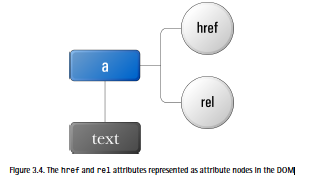 href
a
rel
text
Figure 3.4. The href and rel attributes represented as attribute nodes in the DOM